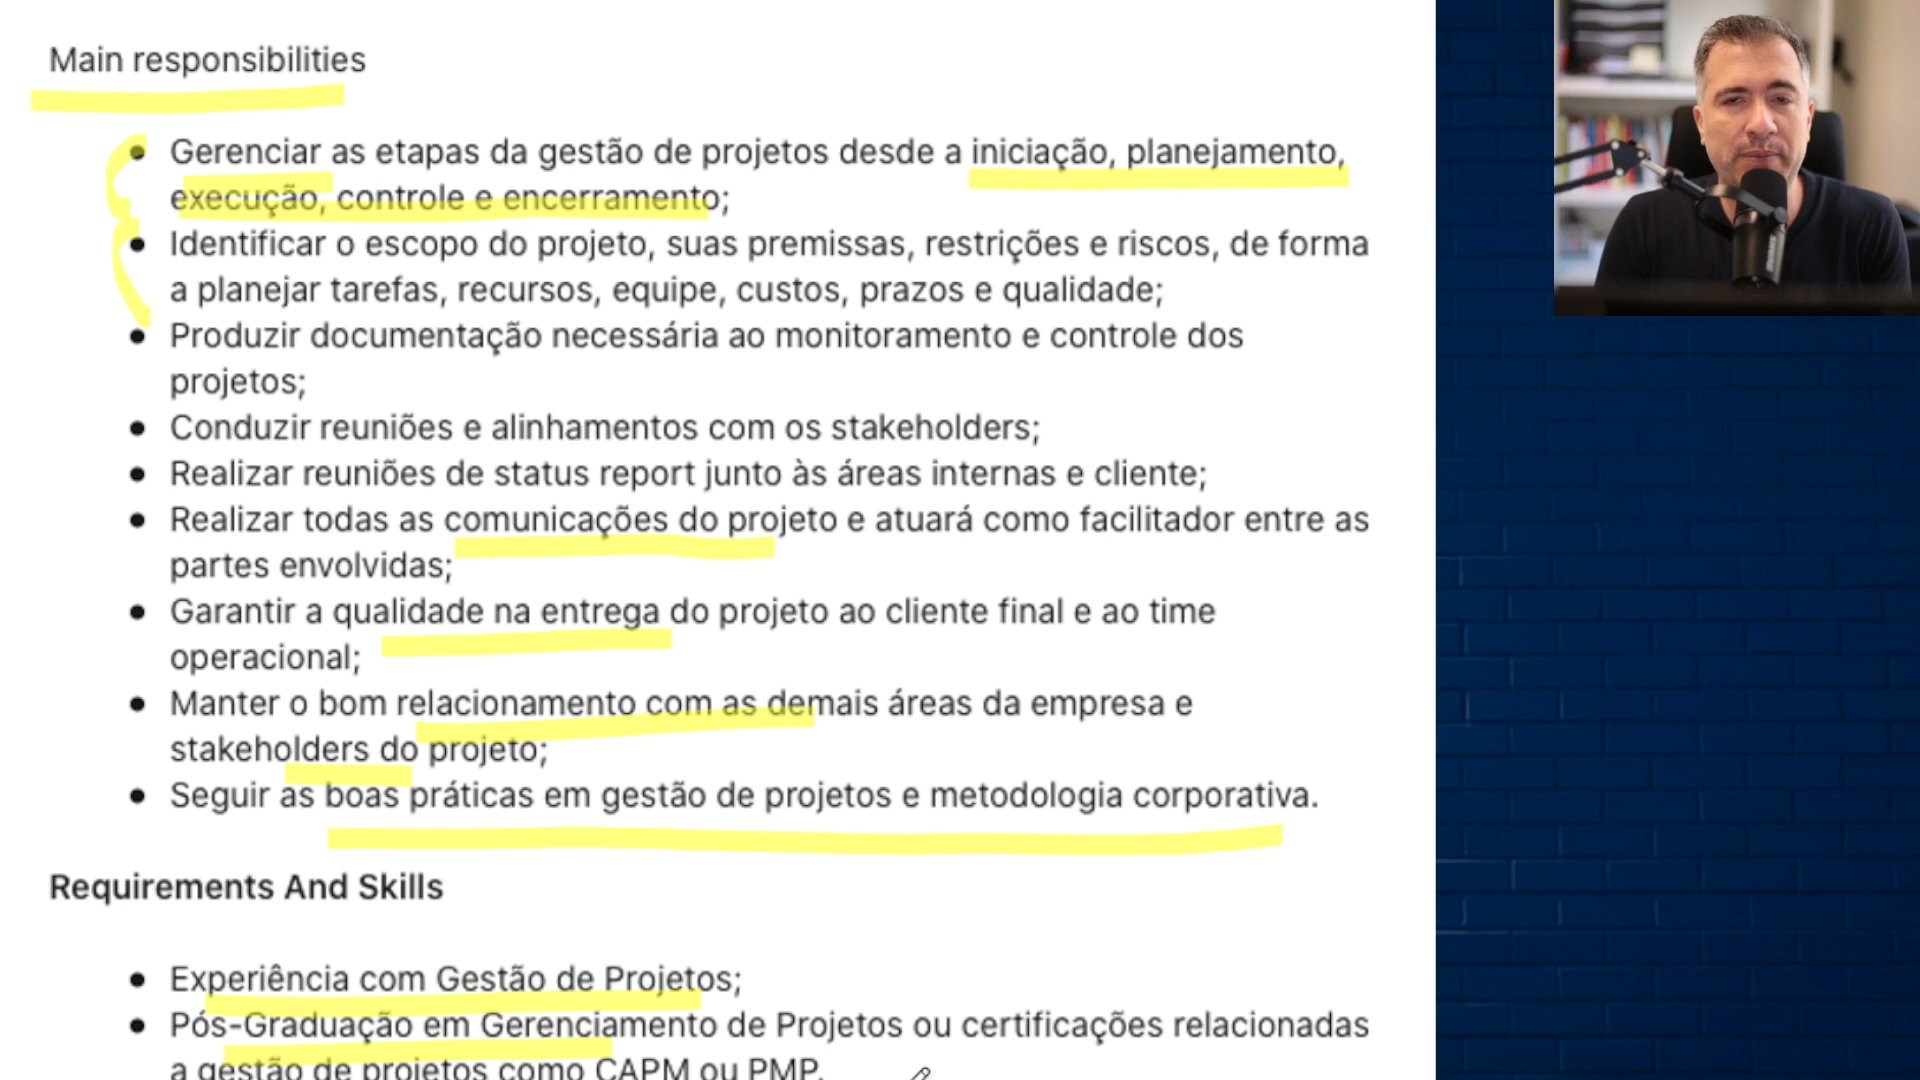 Main responsibilities
• Gerenciar as etapas da gestão de projetos desde a iniciação, planejamento,
execução, controle e encerramento;
• Identificar o escopo do projeto, suas premissas, restrições e riscos, de forma
a planejar tarefas, recursos, equipe, custos, prazos e qualidade;
• Produzir documentação necessária ao monitoramento e controle dos
projetos;
• Conduzir reuniões e alinhamentos com os stakeholders;
• Realizar reuniões de status report junto às áreas internas e cliente;
• Realizar todas as comunicações do projeto e atuará como facilitador entre as
partes envolvidas;
• Garantir a qualidade na entrega do projeto ao cliente final e ao time
operacional;
• Manter o bom relacionamento com as demais áreas da empresa e
stakeholders do projeto;
• Seguir as boas práticas em gestão de projetos e metodologia corporativa.
Requirements And Skills
• Experiência com Gestão de Projetos;
• Pós-Graduação em Gerenciamento de Projetos ou certificações relacionadas
a gestão de projetos como CAPM ou PMP.